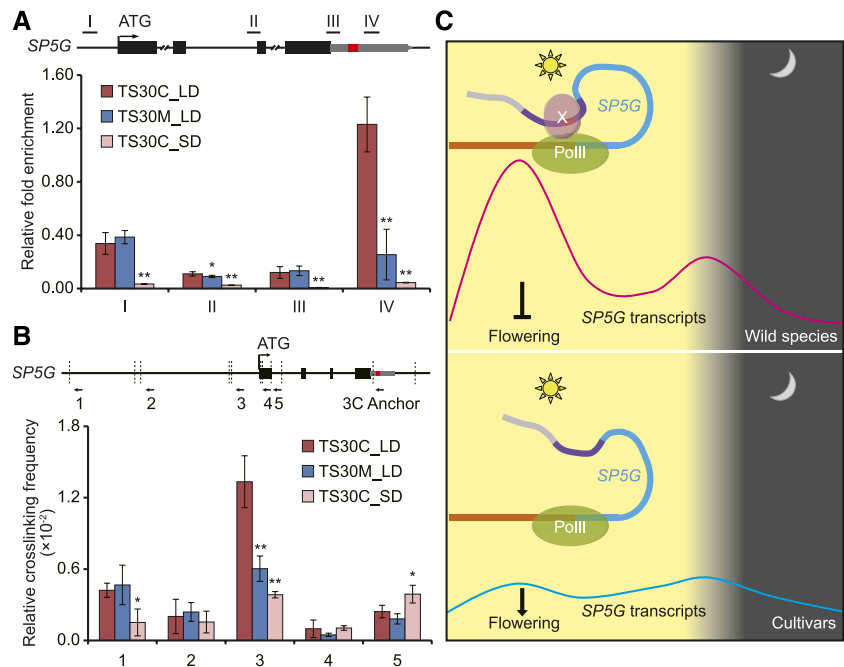 A
I ATG II III IV
SP5G
Relative fold enrichment
1.60
1.20
0.80
0.40
0.00
TS30C_LD
TS30M_LD
TS30C_SD
** * ** ** ** **
I II III IV
B
ATG
SP5G
1 2 3 4 5 3C Anchor
Relative crosslinking frequency
(×10⁻²)
1.8
1.2
0.6
0.0
TS30C_LD
TS30M_LD
TS30C_SD
* ** ** *
1 2 3 4 5
C
SP5G
X
PolII
SP5G transcripts
Flowering
Wild species
SP5G
PolII
SP5G transcripts
Flowering
Cultivars